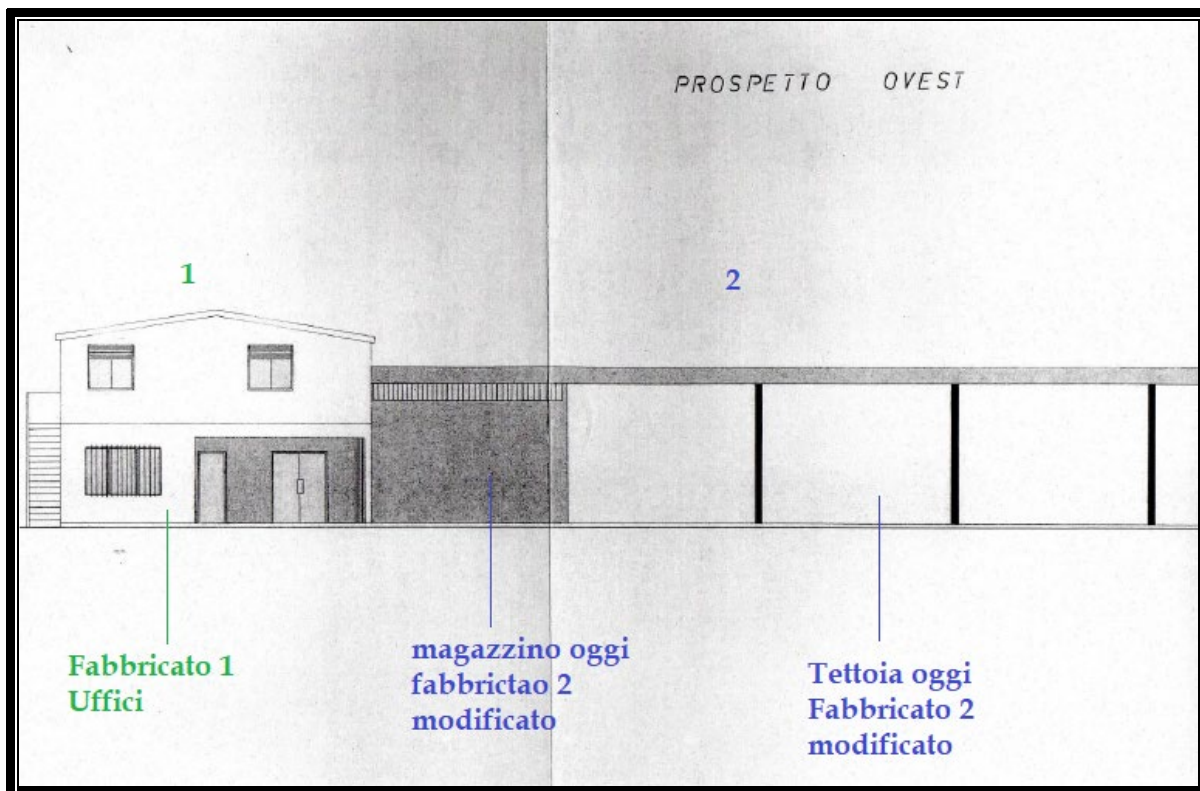 PROSPETTO OVEST
1
2
Fabbricato 1
Uffici
magazzino oggi
fabbrictao 2
modificato
Tettoia oggi
Fabbricato 2
modificato